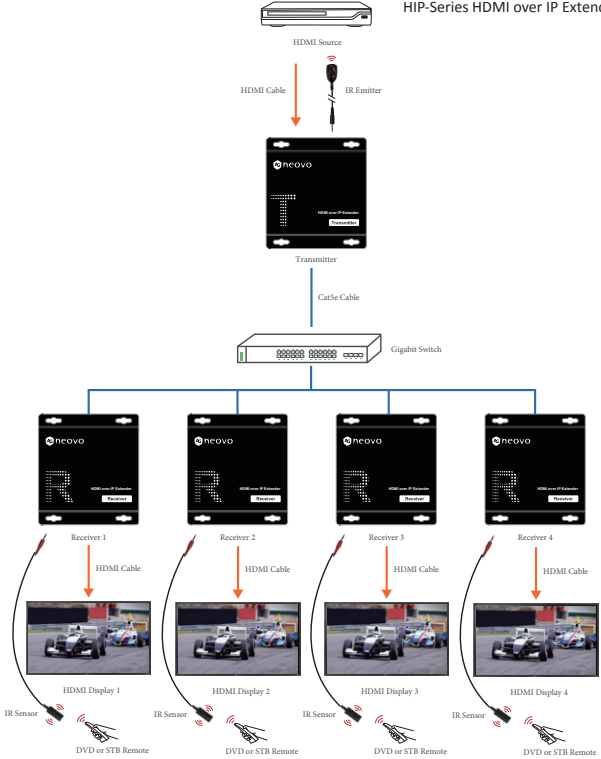 HIP-Series HDMI over IP
HDMI Source
HDMI Cable
IR Emitter
neovo
T
HDMI over IP Extender
Transmitter
Transmitter
Cat5e Cable
Gigabit Switch
neovo
neovo
neovo
neovo
R
R
R
R
HDMI over IP Extender
HDMI over IP Extender
HDMI over IP Extender
HDMI over IP Extender
Receiver
Receiver
Receiver
Receiver
Receiver 1
Receiver 2
Receiver 3
Receiver 4
HDMI Cable
HDMI Cable
HDMI Cable
HDMI Cable
HDMI Display 1
HDMI Display 2
HDMI Display 3
HDMI Display 4
IR Sensor
IR Sensor
IR Sensor
IR Sensor
DVD or STB Remote
DVD or STB Remote
DVD or STB Remote
DVD or STB Remote